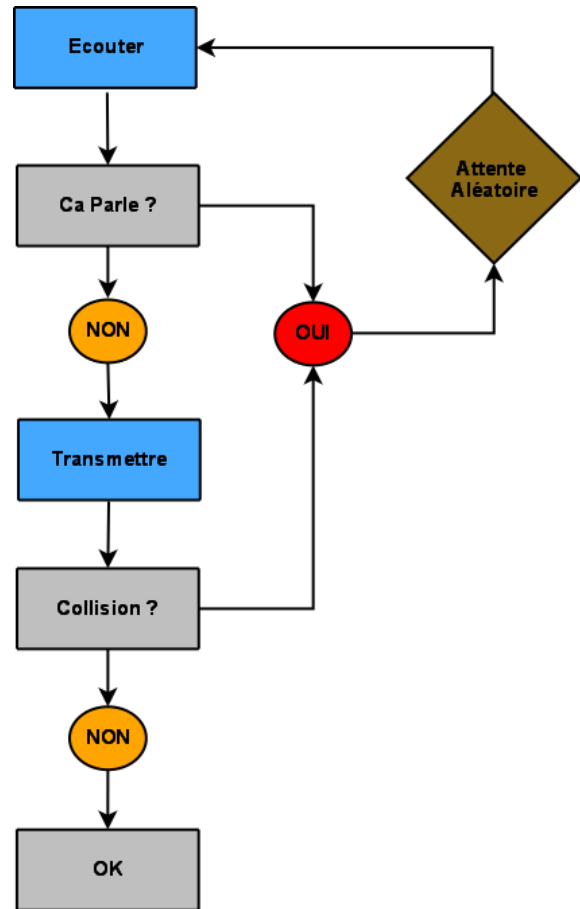 Ecouter
Attente
Aléatoire
Ca Parle ?
NON
OUI
Transmettre
Collision ?
NON
OK